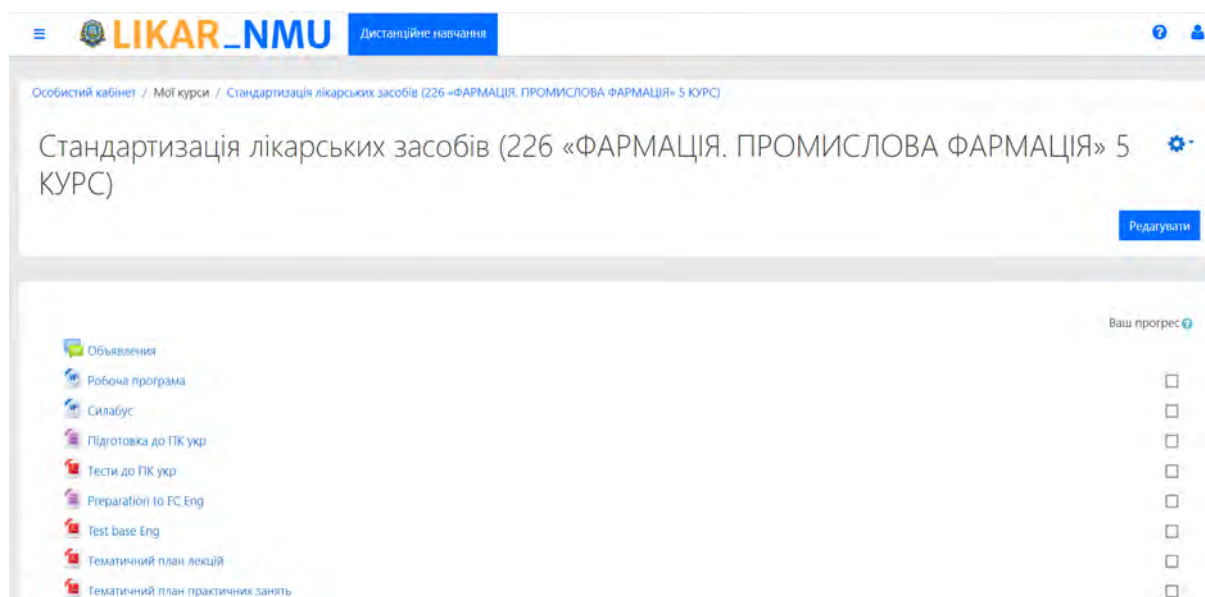 LIKAR_NMU Дистанційне навчання
Особистий кабінет / Мої курси / Стандартизація лікарських засобів (226 «ФАРМАЦІЯ. ПРОМИСЛОВА ФАРМАЦІЯ» 5 КУРС)
Стандартизація лікарських засобів (226 «ФАРМАЦІЯ. ПРОМИСЛОВА ФАРМАЦІЯ» 5
КУРС)
Редагувати
Ваш прогрес
Объявления
Робоча програма
Силабус
Підготовка до ПК укр
Тести до ПК укр
Preparation to FC Eng
Test base Eng
Тематичний план лекцій
Тематичний план практичних занять